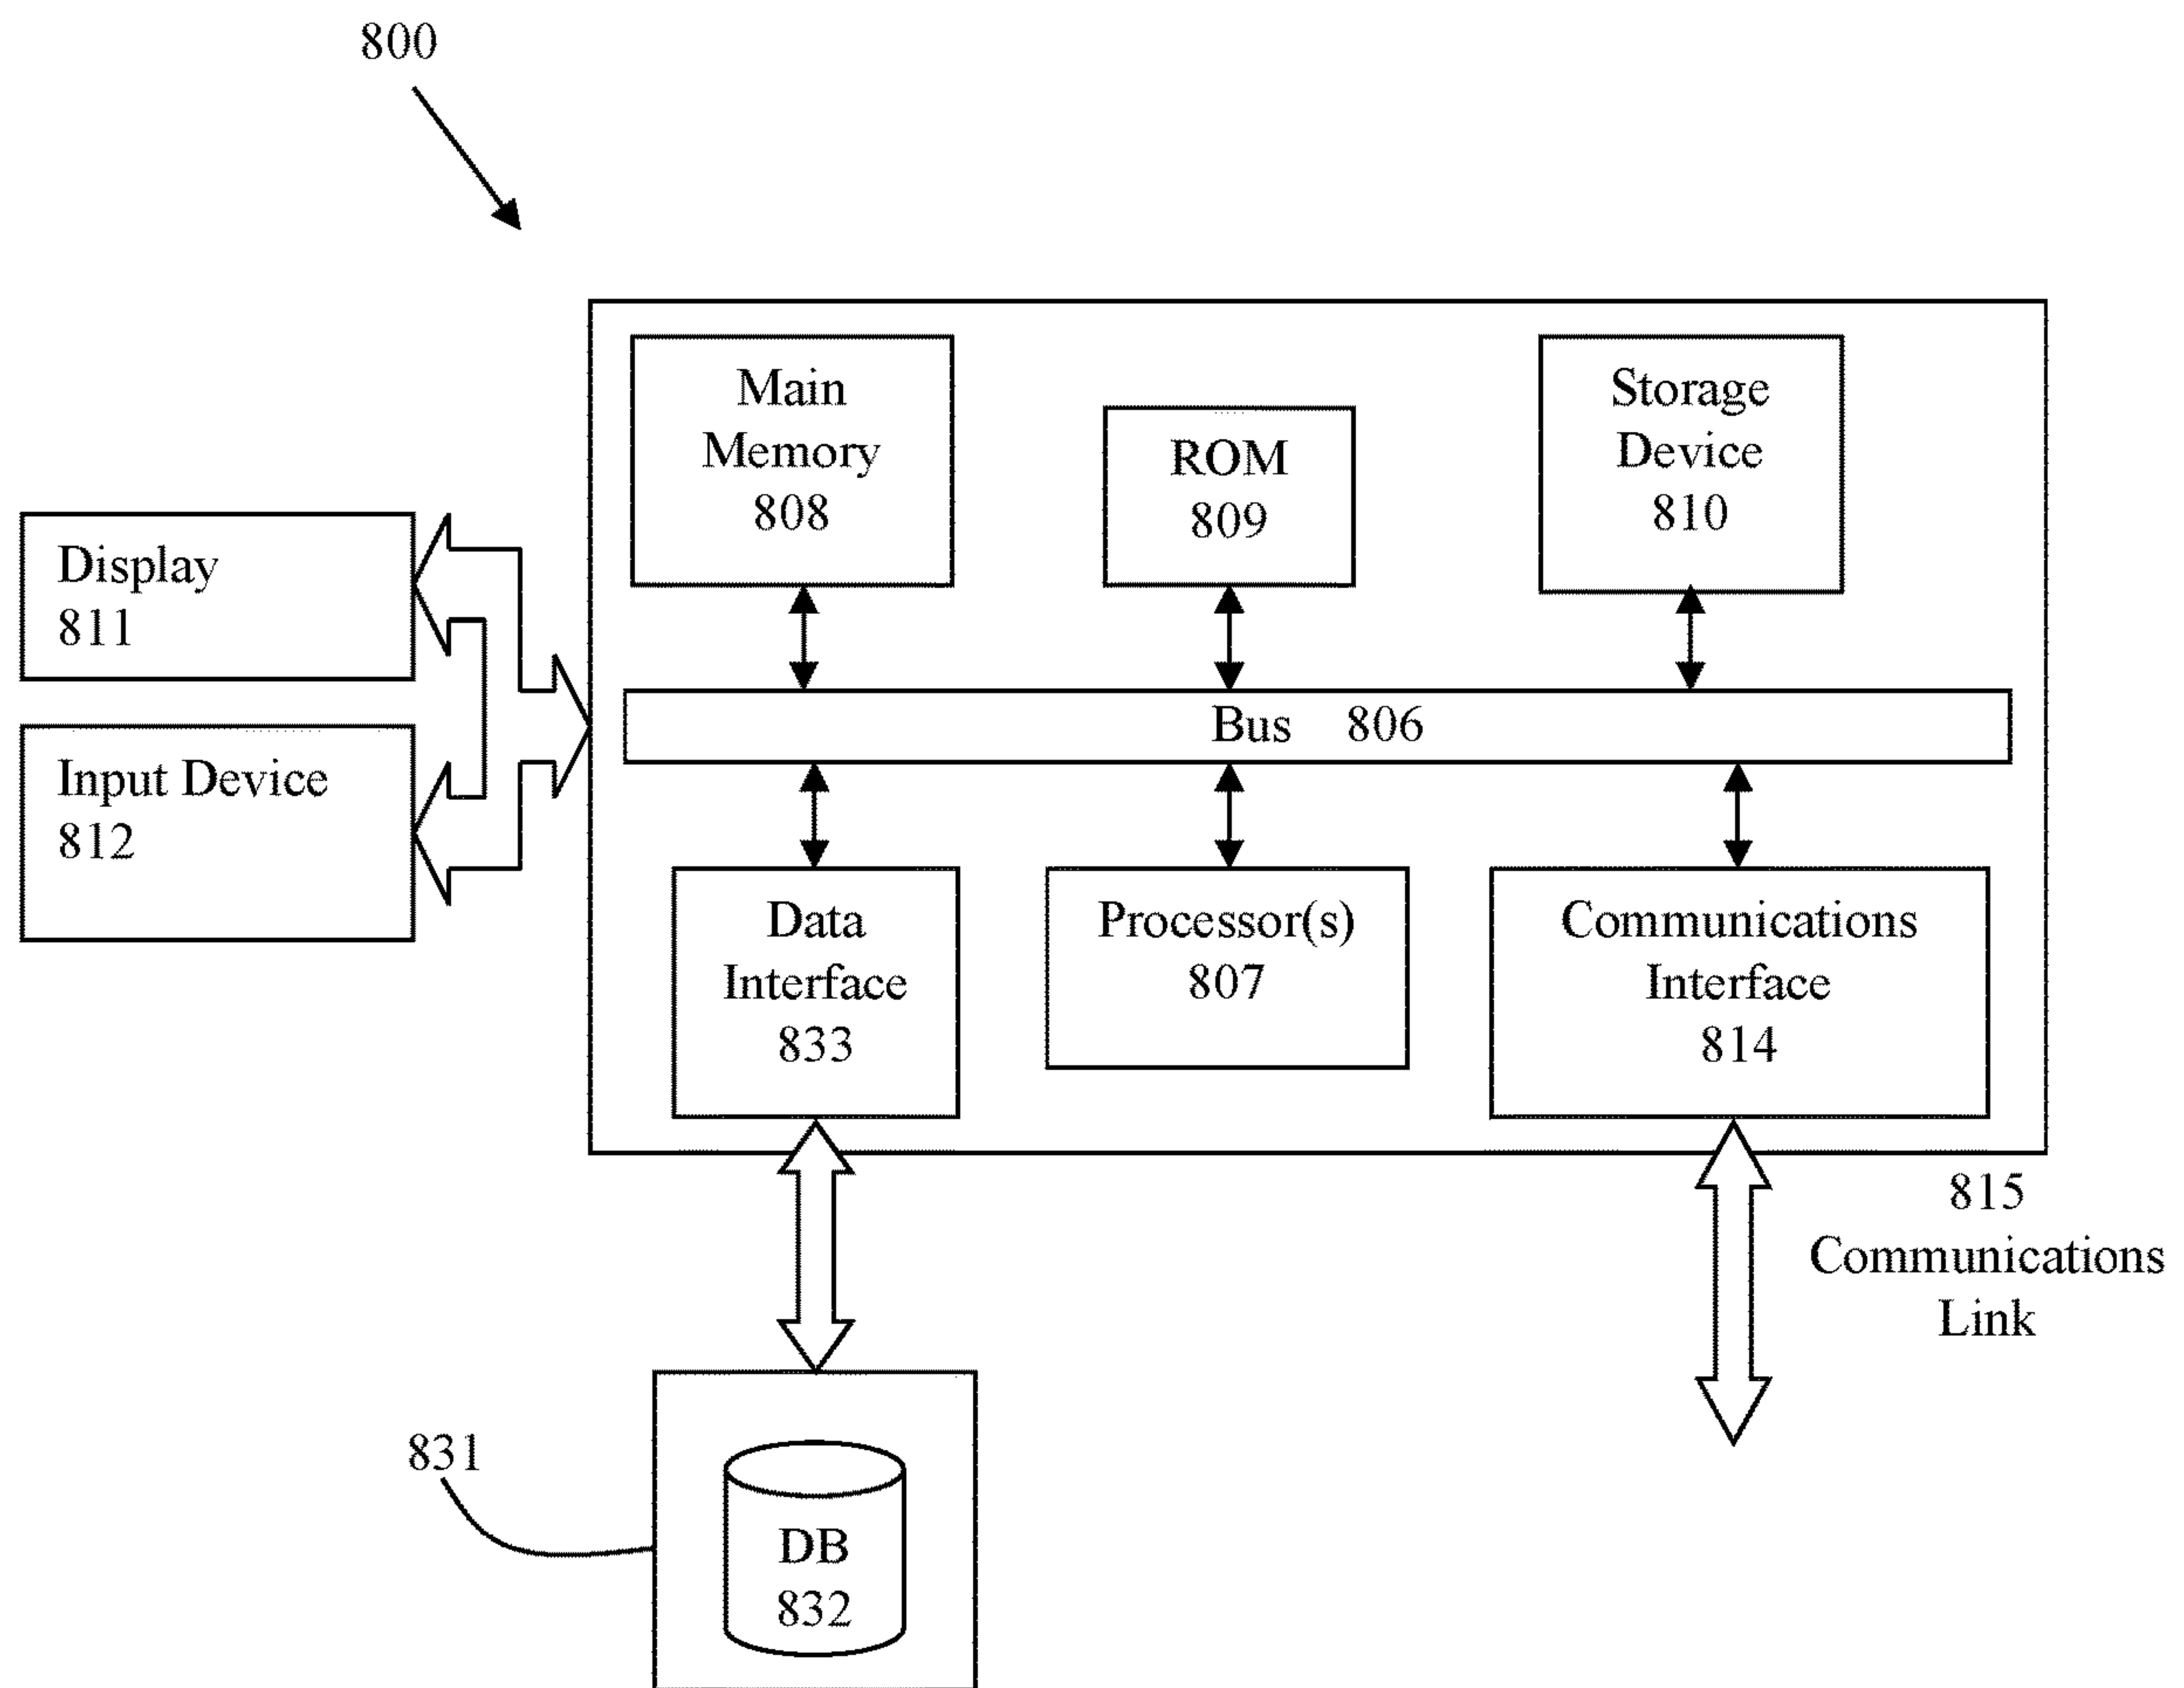 800
Main
Memory
808
ROM
809
Storage
Device
810
Display
811
Bus 806
Input Device
812
Data
Interface
833
Processor(s)
807
Communications
Interface
814
815
Communications
Link
831
DB
832